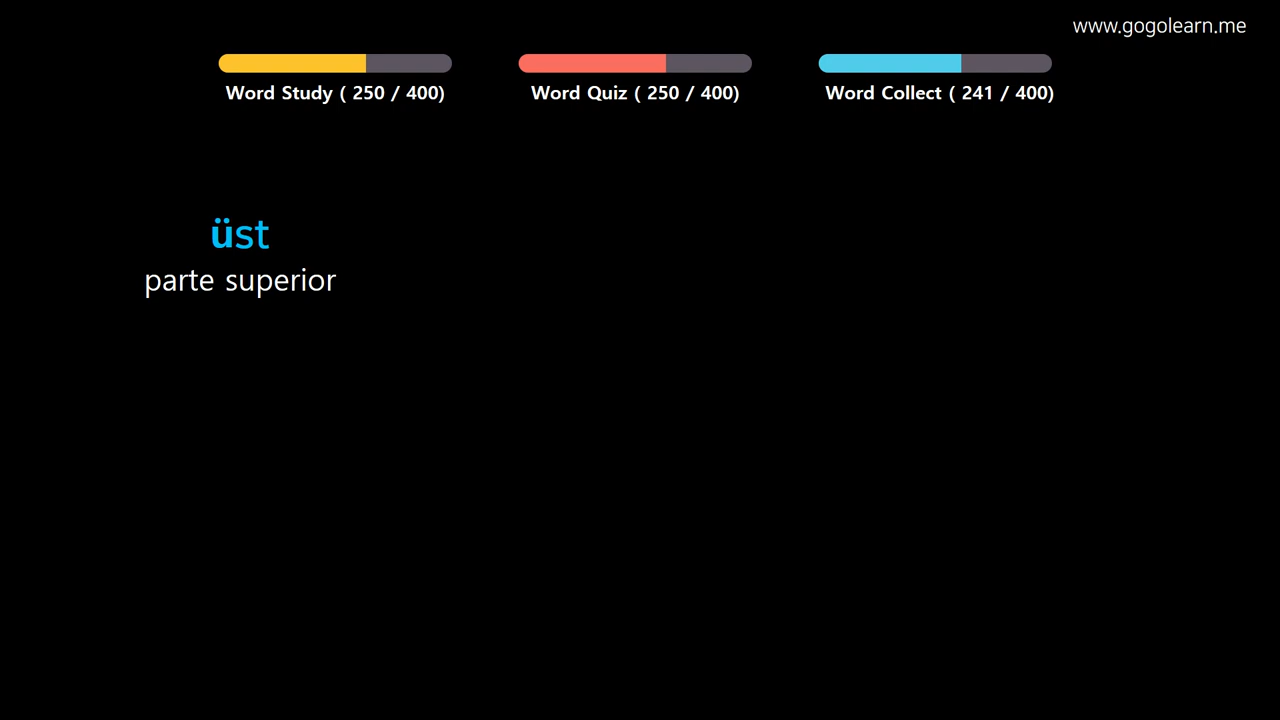 www.gogolearn.me
Word Study ( 250 / 400)
Word Quiz ( 250 / 400)
Word Collect ( 241 / 400)
üst
parte superior